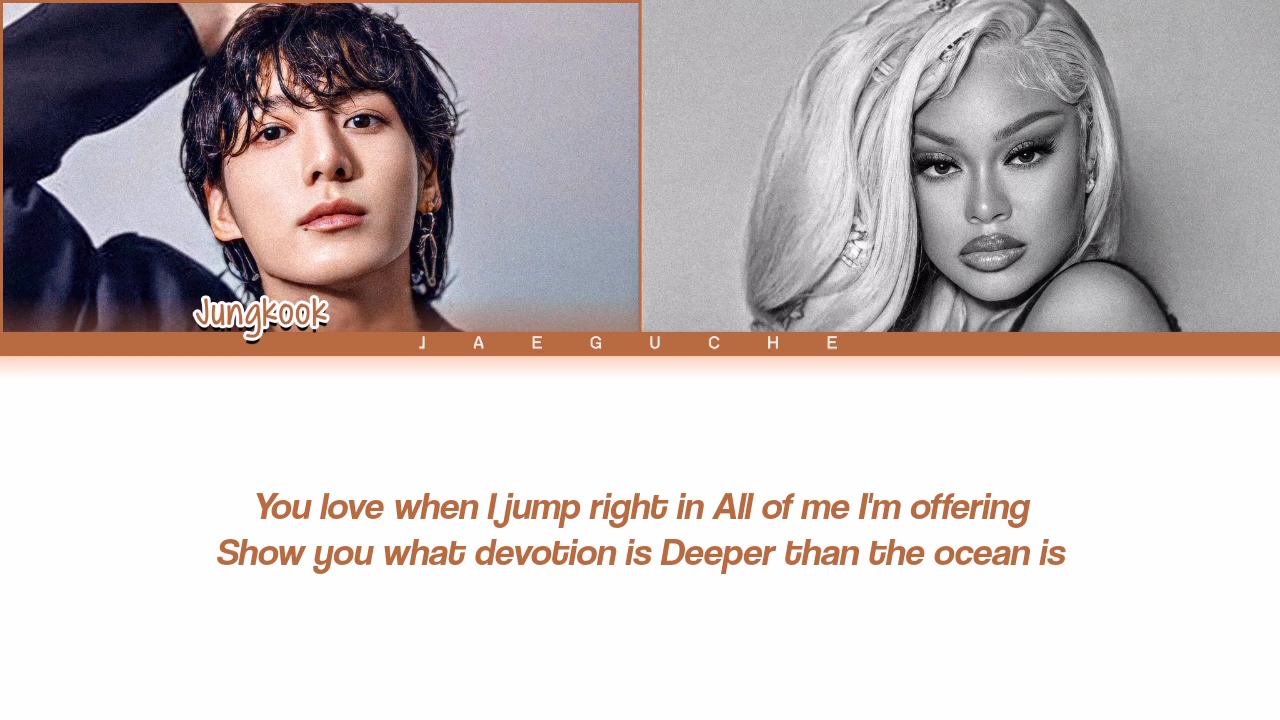 Jungkook
J A E G U C H E
You love when I jump right in All of me I'm offering
Show you what devotion is Deeper than the ocean is